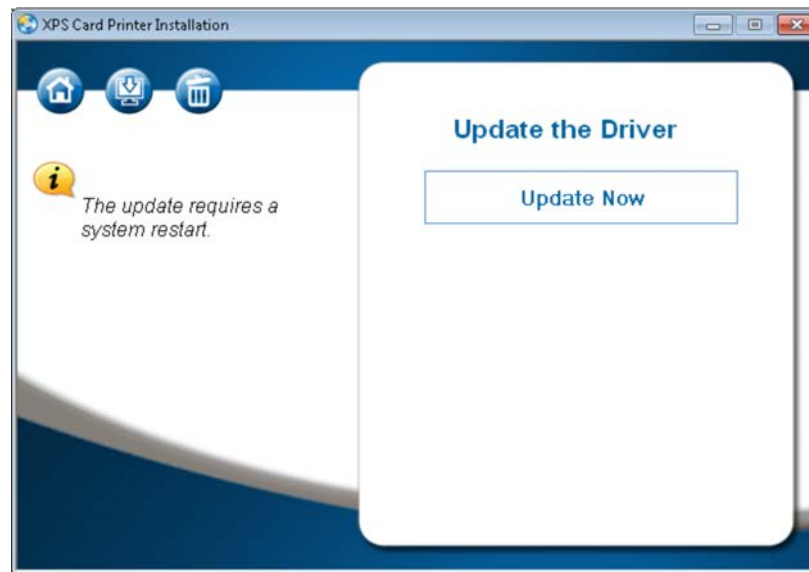 XPS Card Printer Installation
Update the Driver
Update Now
The update requires a
system restart.